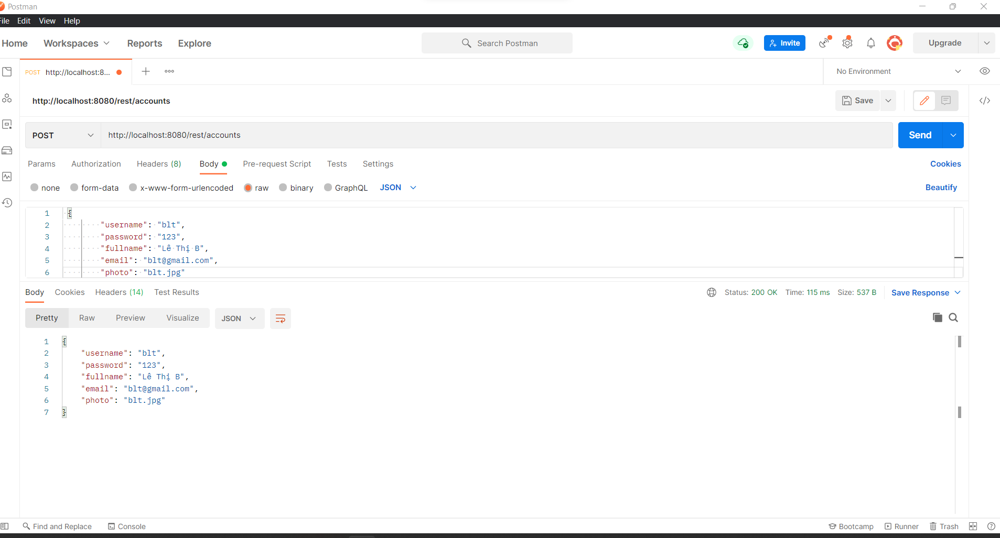 Postman
File Edit View Help
Home Workspaces Reports Explore Search Postman Invite Upgrade
POST http://localhost:8... No Environment
http://localhost:8080/rest/accounts Save
POST http://localhost:8080/rest/accounts Send
Params Authorization Headers (8) Body Pre-request Script Tests Settings Cookies
none form-data x-www-form-urlencoded raw binary GraphQL JSON Beautify
1 {
2 "username": "blt",
3 "password": "123",
4 "fullname": "Lê Thị B",
5 "email": "blt@gmail.com",
6 "photo": "blt.jpg"
Body Cookies Headers (14) Test Results Status: 200 OK Time: 115 ms Size: 537 B Save Response
Pretty Raw Preview Visualize JSON
1 {
2 "username": "blt",
3 "password": "123",
4 "fullname": "Lê Thị B",
5 "email": "blt@gmail.com",
6 "photo": "blt.jpg"
7 }
Find and Replace Console Bootcamp Runner Trash